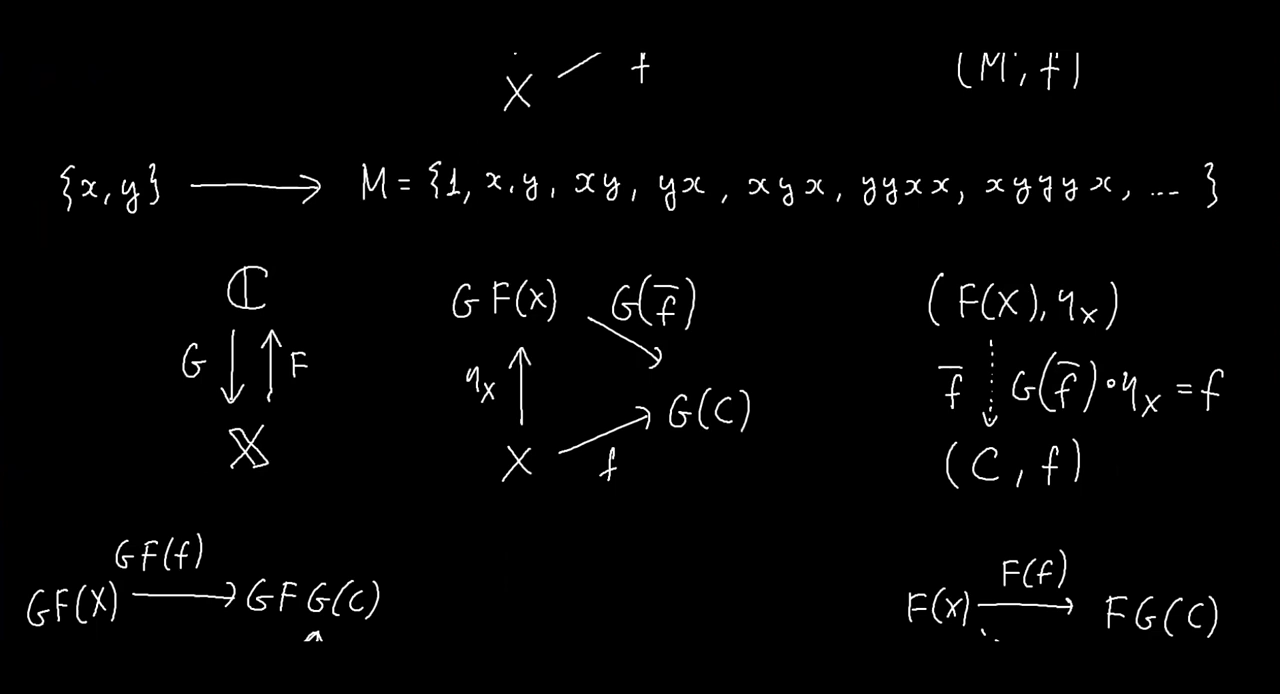 X f (M, f)
{x,y} ⟶ M = {1, x, y, xy, yx, xyx, yyxx, xyyyx, ... }
ℂ
G ↓ ↑ F
𝕏
GF(X) G(f̅)
η_X ↑ G(C)
X f
(F(X), η_X)
f̅ G(f̅)∘η_X = f
(C, f)
GF(f)
GF(X) ⟶ GFG(C)
F(f)
F(X) ⟶ FG(C)